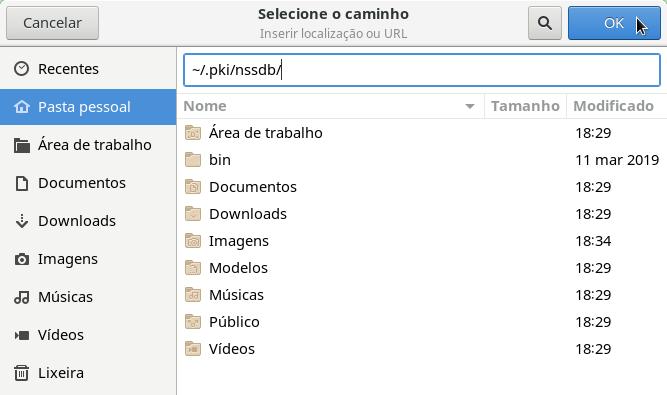 Cancelar
Selecione o caminho
Inserir localização ou URL
OK
~/.pki/nssdb/
Recentes
Pasta pessoal
Área de trabalho
Documentos
Downloads
Imagens
Músicas
Vídeos
Lixeira
Nome Tamanho Modificado
Área de trabalho 18:29
bin 11 mar 2019
Documentos 18:29
Downloads 18:29
Imagens 18:34
Modelos 18:29
Músicas 18:29
Público 18:29
Vídeos 18:29